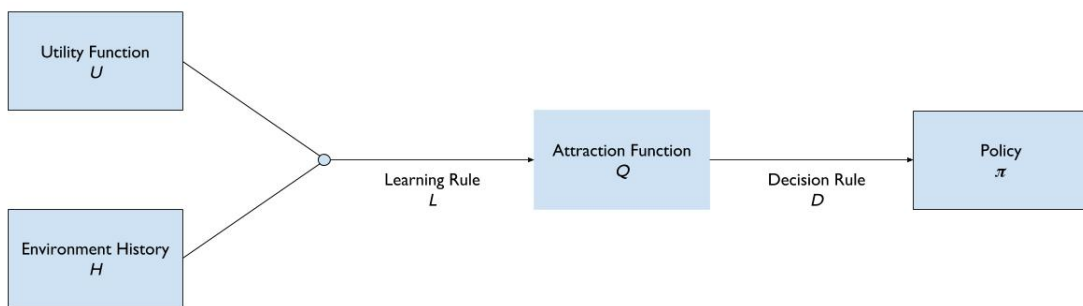 Utility Function
U
Environment History
H
Learning Rule
L
Attraction Function
Q
Decision Rule
D
Policy
π